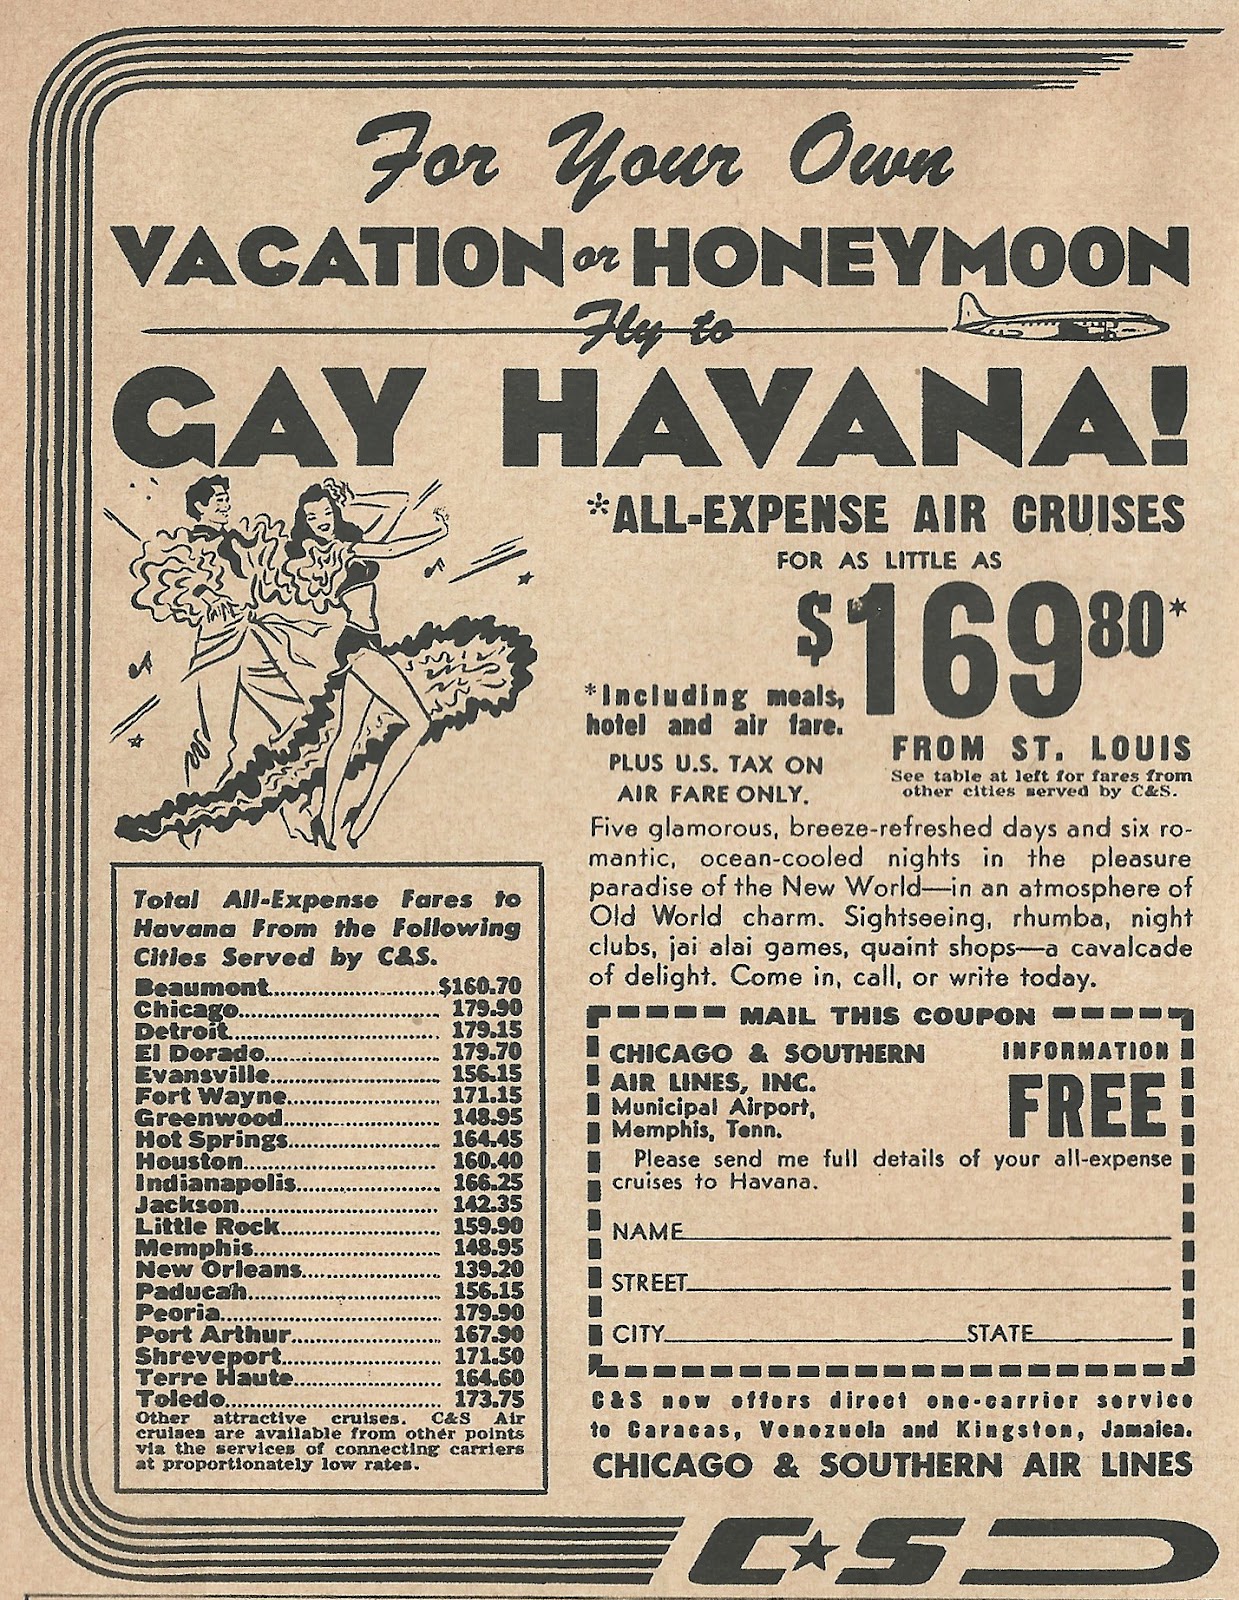 For Your Own
VACATION or HONEYMOON
Fly to
GAY HAVANA!
*ALL-EXPENSE AIR CRUISES
FOR AS LITTLE AS
$169.80*
*Including meals,
hotel and air fare.
PLUS U.S. TAX ON
AIR FARE ONLY.
FROM ST. LOUIS
See table at left for fares from
other cities served by C&S.
Five glamorous, breeze-refreshed days and six ro-
mantic, ocean-cooled nights in the pleasure
paradise of the New World—in an atmosphere of
Old World charm. Sightseeing, rhumba, night
clubs, jai alai games, quaint shops—a cavalcade
of delight. Come in, call, or write today.
Total All-Expense Fares to
Havana From the Following
Cities Served by C&S.
Beaumont..........................$160.70
Chicago................................ 179.90
Detroit................................. 179.15
El Dorado............................ 179.70
Evansville........................... 156.15
Fort Wayne........................ 171.15
Greenwood......................... 148.95
Hot Springs........................ 164.45
Houston............................... 160.40
Indianapolis....................... 166.25
Jackson................................ 142.35
Little Rock......................... 159.90
Memphis............................. 148.95
New Orleans...................... 139.20
Paducah.............................. 156.15
Peoria................................... 179.90
Port Arthur........................ 167.90
Shreveport......................... 171.50
Terre Haute....................... 164.60
Toledo.................................. 173.75
Other attractive cruises. C&S Air
cruises are available from other points
via the services of connecting carriers
at proportionately low rates.
MAIL THIS COUPON
CHICAGO & SOUTHERN
AIR LINES, INC.
Municipal Airport,
Memphis, Tenn.
INFORMATION
FREE
Please send me full details of your all-expense
cruises to Havana.
NAME
STREET
CITY STATE
C&S now offers direct one-carrier service
to Caracas, Venezuela and Kingston, Jamaica.
CHICAGO & SOUTHERN AIR LINES
C★S